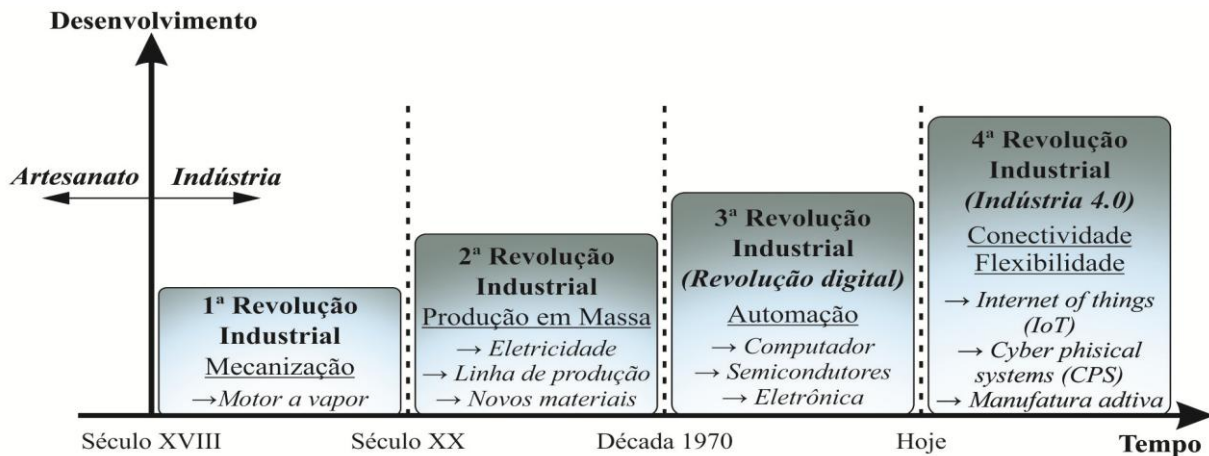 Desenvolvimento
Artesanato
Indústria
1ª Revolução
Industrial
Mecanização
→Motor a vapor
2ª Revolução
Industrial
Produção em Massa
→ Eletricidade
→ Linha de produção
→ Novos materiais
3ª Revolução
Industrial
(Revolução digital)
Automação
→ Computador
→ Semicondutores
→ Eletrônica
4ª Revolução
Industrial
(Indústria 4.0)
Conectividade
Flexibilidade
→ Internet of things
(IoT)
→ Cyber phisical
systems (CPS)
→ Manufatura adtiva
Século XVIII
Século XX
Década 1970
Hoje
Tempo